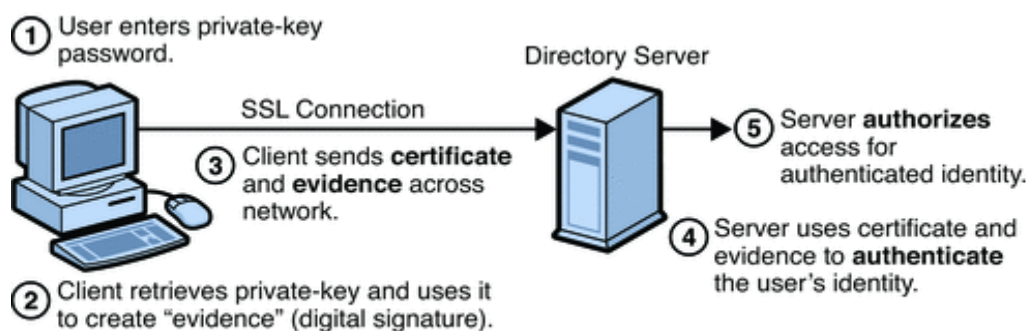 1 User enters private-key
password.
Directory Server
SSL Connection
3 Client sends certificate
and evidence across
network.
5 Server authorizes
access for
authenticated identity.
4 Server uses certificate and
evidence to authenticate
the user's identity.
2 Client retrieves private-key and uses it
to create “evidence” (digital signature).